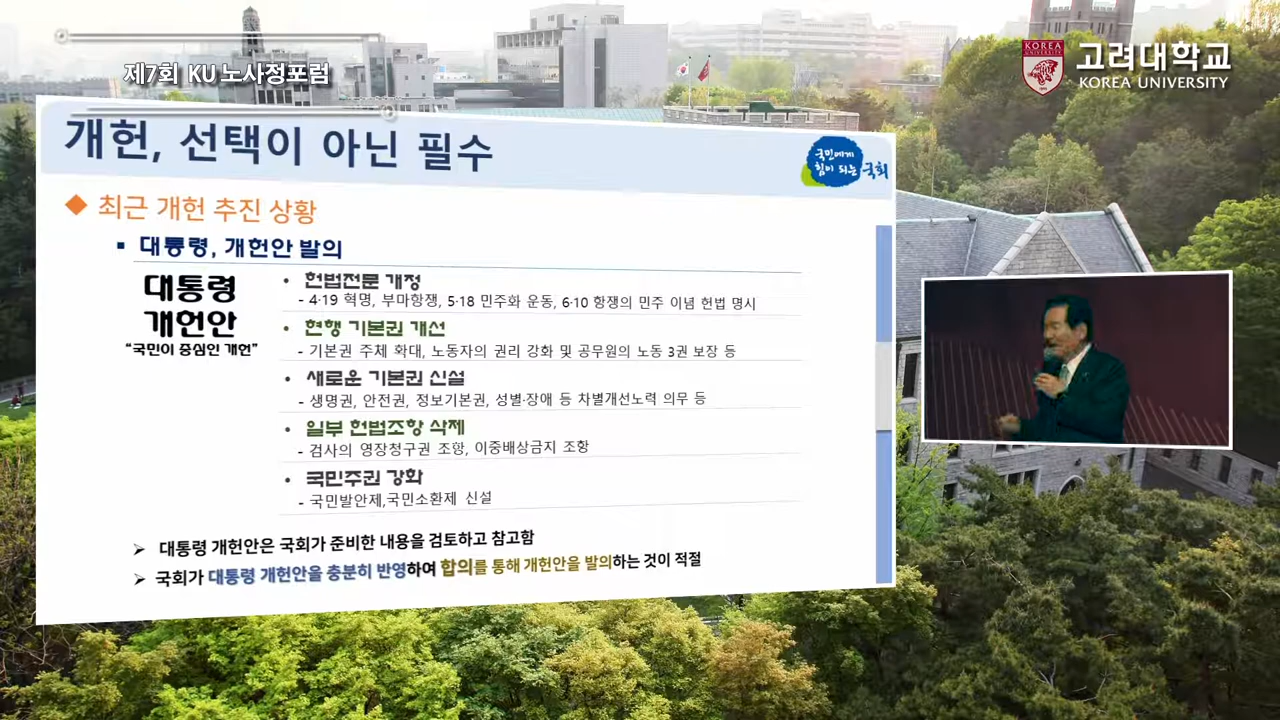 제7회 KU 노사정포럼
KOREA
고려대학교
KOREA UNIVERSITY
개헌, 선택이 아닌 필수
국민에게
힘이 되는 국회
◆ 최근 개헌 추진 상황
▪ 대통령, 개헌안 발의
대통령
개헌안
“국민이 중심인 개헌”
• 헌법전문 개정
- 4·19 혁명, 부마항쟁, 5·18 민주화 운동, 6·10 항쟁의 민주 이념 헌법 명시
• 현행 기본권 개선
- 기본권 주체 확대, 노동자의 권리 강화 및 공무원의 노동 3권 보장 등
• 새로운 기본권 신설
- 생명권, 안전권, 정보기본권, 성별·장애 등 차별개선노력 의무 등
• 일부 헌법조항 삭제
- 검사의 영장청구권 조항, 이중배상금지 조항
• 국민주권 강화
- 국민발안제,국민소환제 신설
➢ 대통령 개헌안은 국회가 준비한 내용을 검토하고 참고함
➢ 국회가 대통령 개헌안을 충분히 반영하여 합의를 통해 개헌안을 발의하는 것이 적절